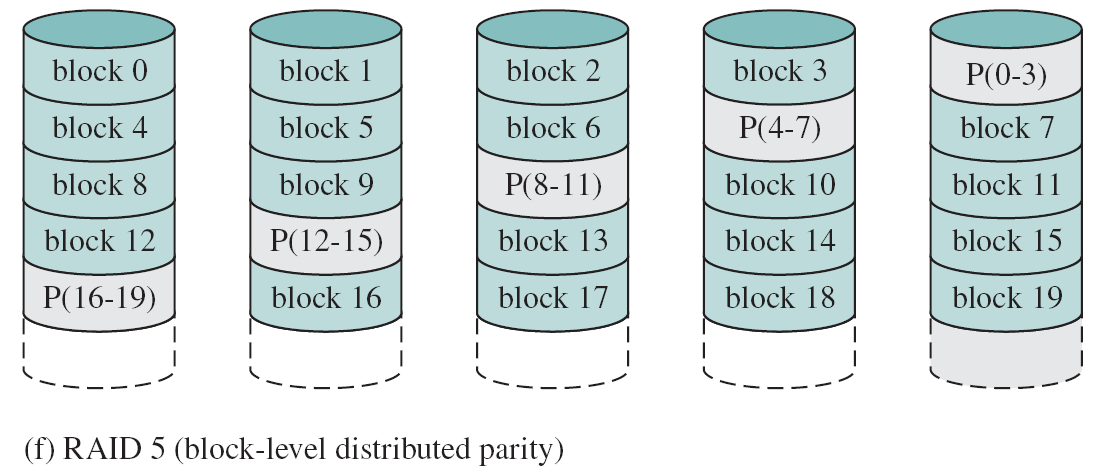 block 0 block 1 block 2 block 3 P(0-3)
block 4 block 5 block 6 P(4-7) block 7
block 8 block 9 P(8-11) block 10 block 11
block 12 P(12-15) block 13 block 14 block 15
P(16-19) block 16 block 17 block 18 block 19
(f) RAID 5 (block-level distributed parity)